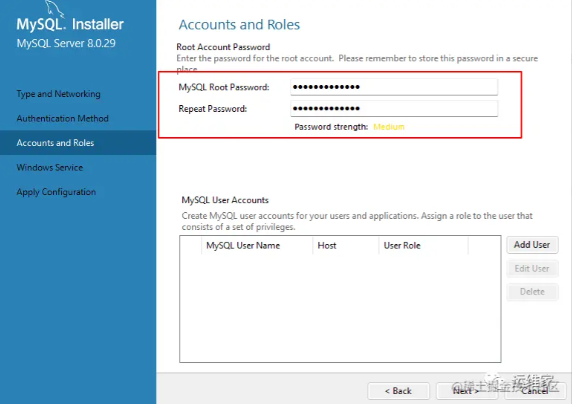 MySQL. Installer
MySQL Server 8.0.29
Type and Networking
Authentication Method
Accounts and Roles
Windows Service
Apply Configuration
Accounts and Roles
Root Account Password
Enter the password for the root account. Please remember to store this password in a secure
place.
MySQL Root Password:
●●●●●●●●●●●●●
Repeat Password:
●●●●●●●●●●●●●
Password strength: Medium
MySQL User Accounts
Create MySQL user accounts for your users and applications. Assign a role to the user that
consists of a set of privileges.
MySQL User Name Host User Role
Add User
Edit User
Delete
< Back
Next >
Cancel